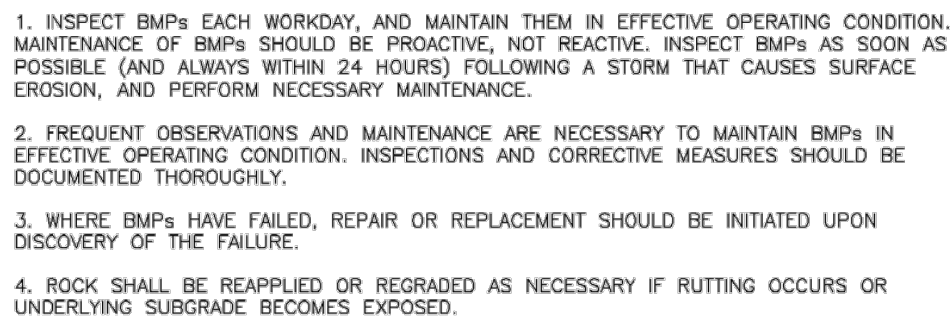 1. INSPECT BMPs EACH WORKDAY, AND MAINTAIN THEM IN EFFECTIVE OPERATING CONDITION.
MAINTENANCE OF BMPs SHOULD BE PROACTIVE, NOT REACTIVE. INSPECT BMPs AS SOON AS
POSSIBLE (AND ALWAYS WITHIN 24 HOURS) FOLLOWING A STORM THAT CAUSES SURFACE
EROSION, AND PERFORM NECESSARY MAINTENANCE.
2. FREQUENT OBSERVATIONS AND MAINTENANCE ARE NECESSARY TO MAINTAIN BMPs IN
EFFECTIVE OPERATING CONDITION. INSPECTIONS AND CORRECTIVE MEASURES SHOULD BE
DOCUMENTED THOROUGHLY.
3. WHERE BMPs HAVE FAILED, REPAIR OR REPLACEMENT SHOULD BE INITIATED UPON
DISCOVERY OF THE FAILURE.
4. ROCK SHALL BE REAPPLIED OR REGRADED AS NECESSARY IF RUTTING OCCURS OR
UNDERLYING SUBGRADE BECOMES EXPOSED.